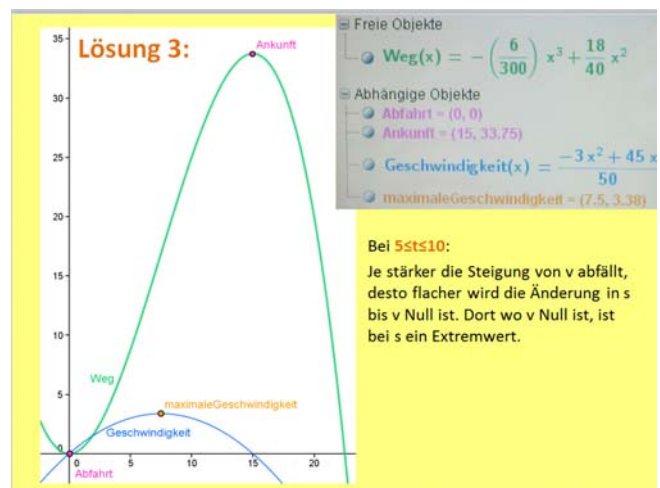 Lösung 3:
Freie Objekte
Weg(x) = − (6/300) x³ + 18/40 x²
Abhängige Objekte
Abfahrt = (0, 0)
Ankunft = (15, 33.75)
Geschwindigkeit(x) = −3 x² + 45 x / 50
maximaleGeschwindigkeit = (7.5, 3.38)
Bei 5≤t≤10:
Je stärker die Steigung von v abfällt,
desto flacher wird die Änderung in s
bis v Null ist. Dort wo v Null ist, ist
bei s ein Extremwert.
35
Ankunft
30
25
20
15
10
Weg
5
maximaleGeschwindigkeit
Geschwindigkeit
0
0 5 10 15 20
Abfahrt